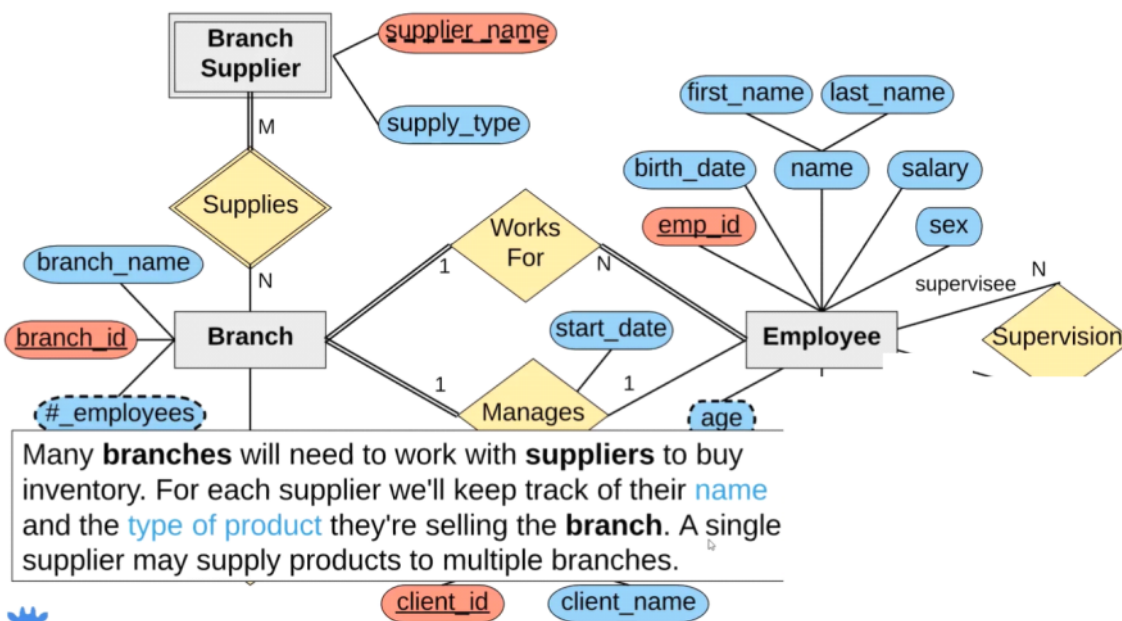 Branch
Supplier
supplier_name
supply_type
M
Supplies
N
first_name
last_name
birth_date
name
salary
emp_id
sex
Works
For
1
N
branch_name
branch_id
Branch
#_employees
start_date
1
1
Manages
Employee
supervisee
N
Supervision
age
Many branches will need to work with suppliers to buy
inventory. For each supplier we'll keep track of their name
and the type of product they're selling the branch. A single
supplier may supply products to multiple branches.
client_id
client_name